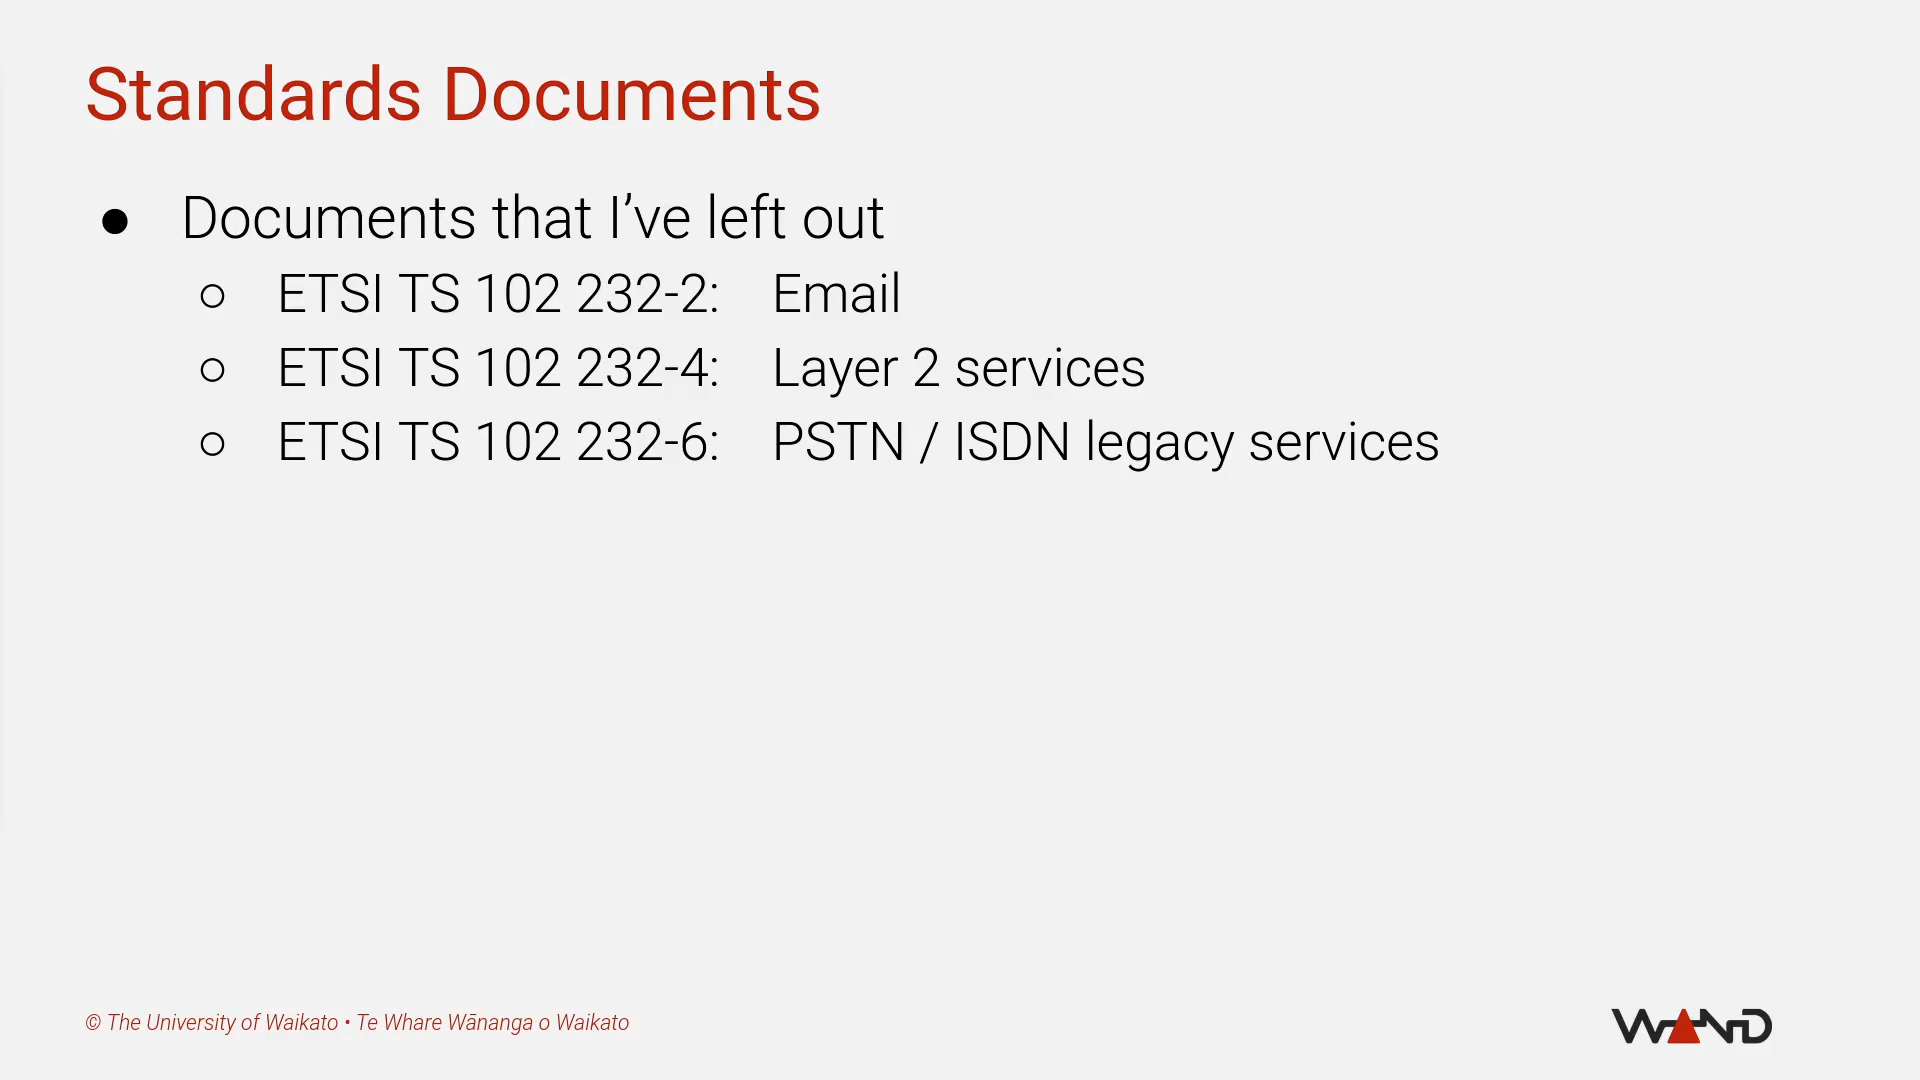 Standards Documents
● Documents that I’ve left out
○ ETSI TS 102 232-2: Email
○ ETSI TS 102 232-4: Layer 2 services
○ ETSI TS 102 232-6: PSTN / ISDN legacy services
© The University of Waikato • Te Whare Wānanga o Waikato
WAND